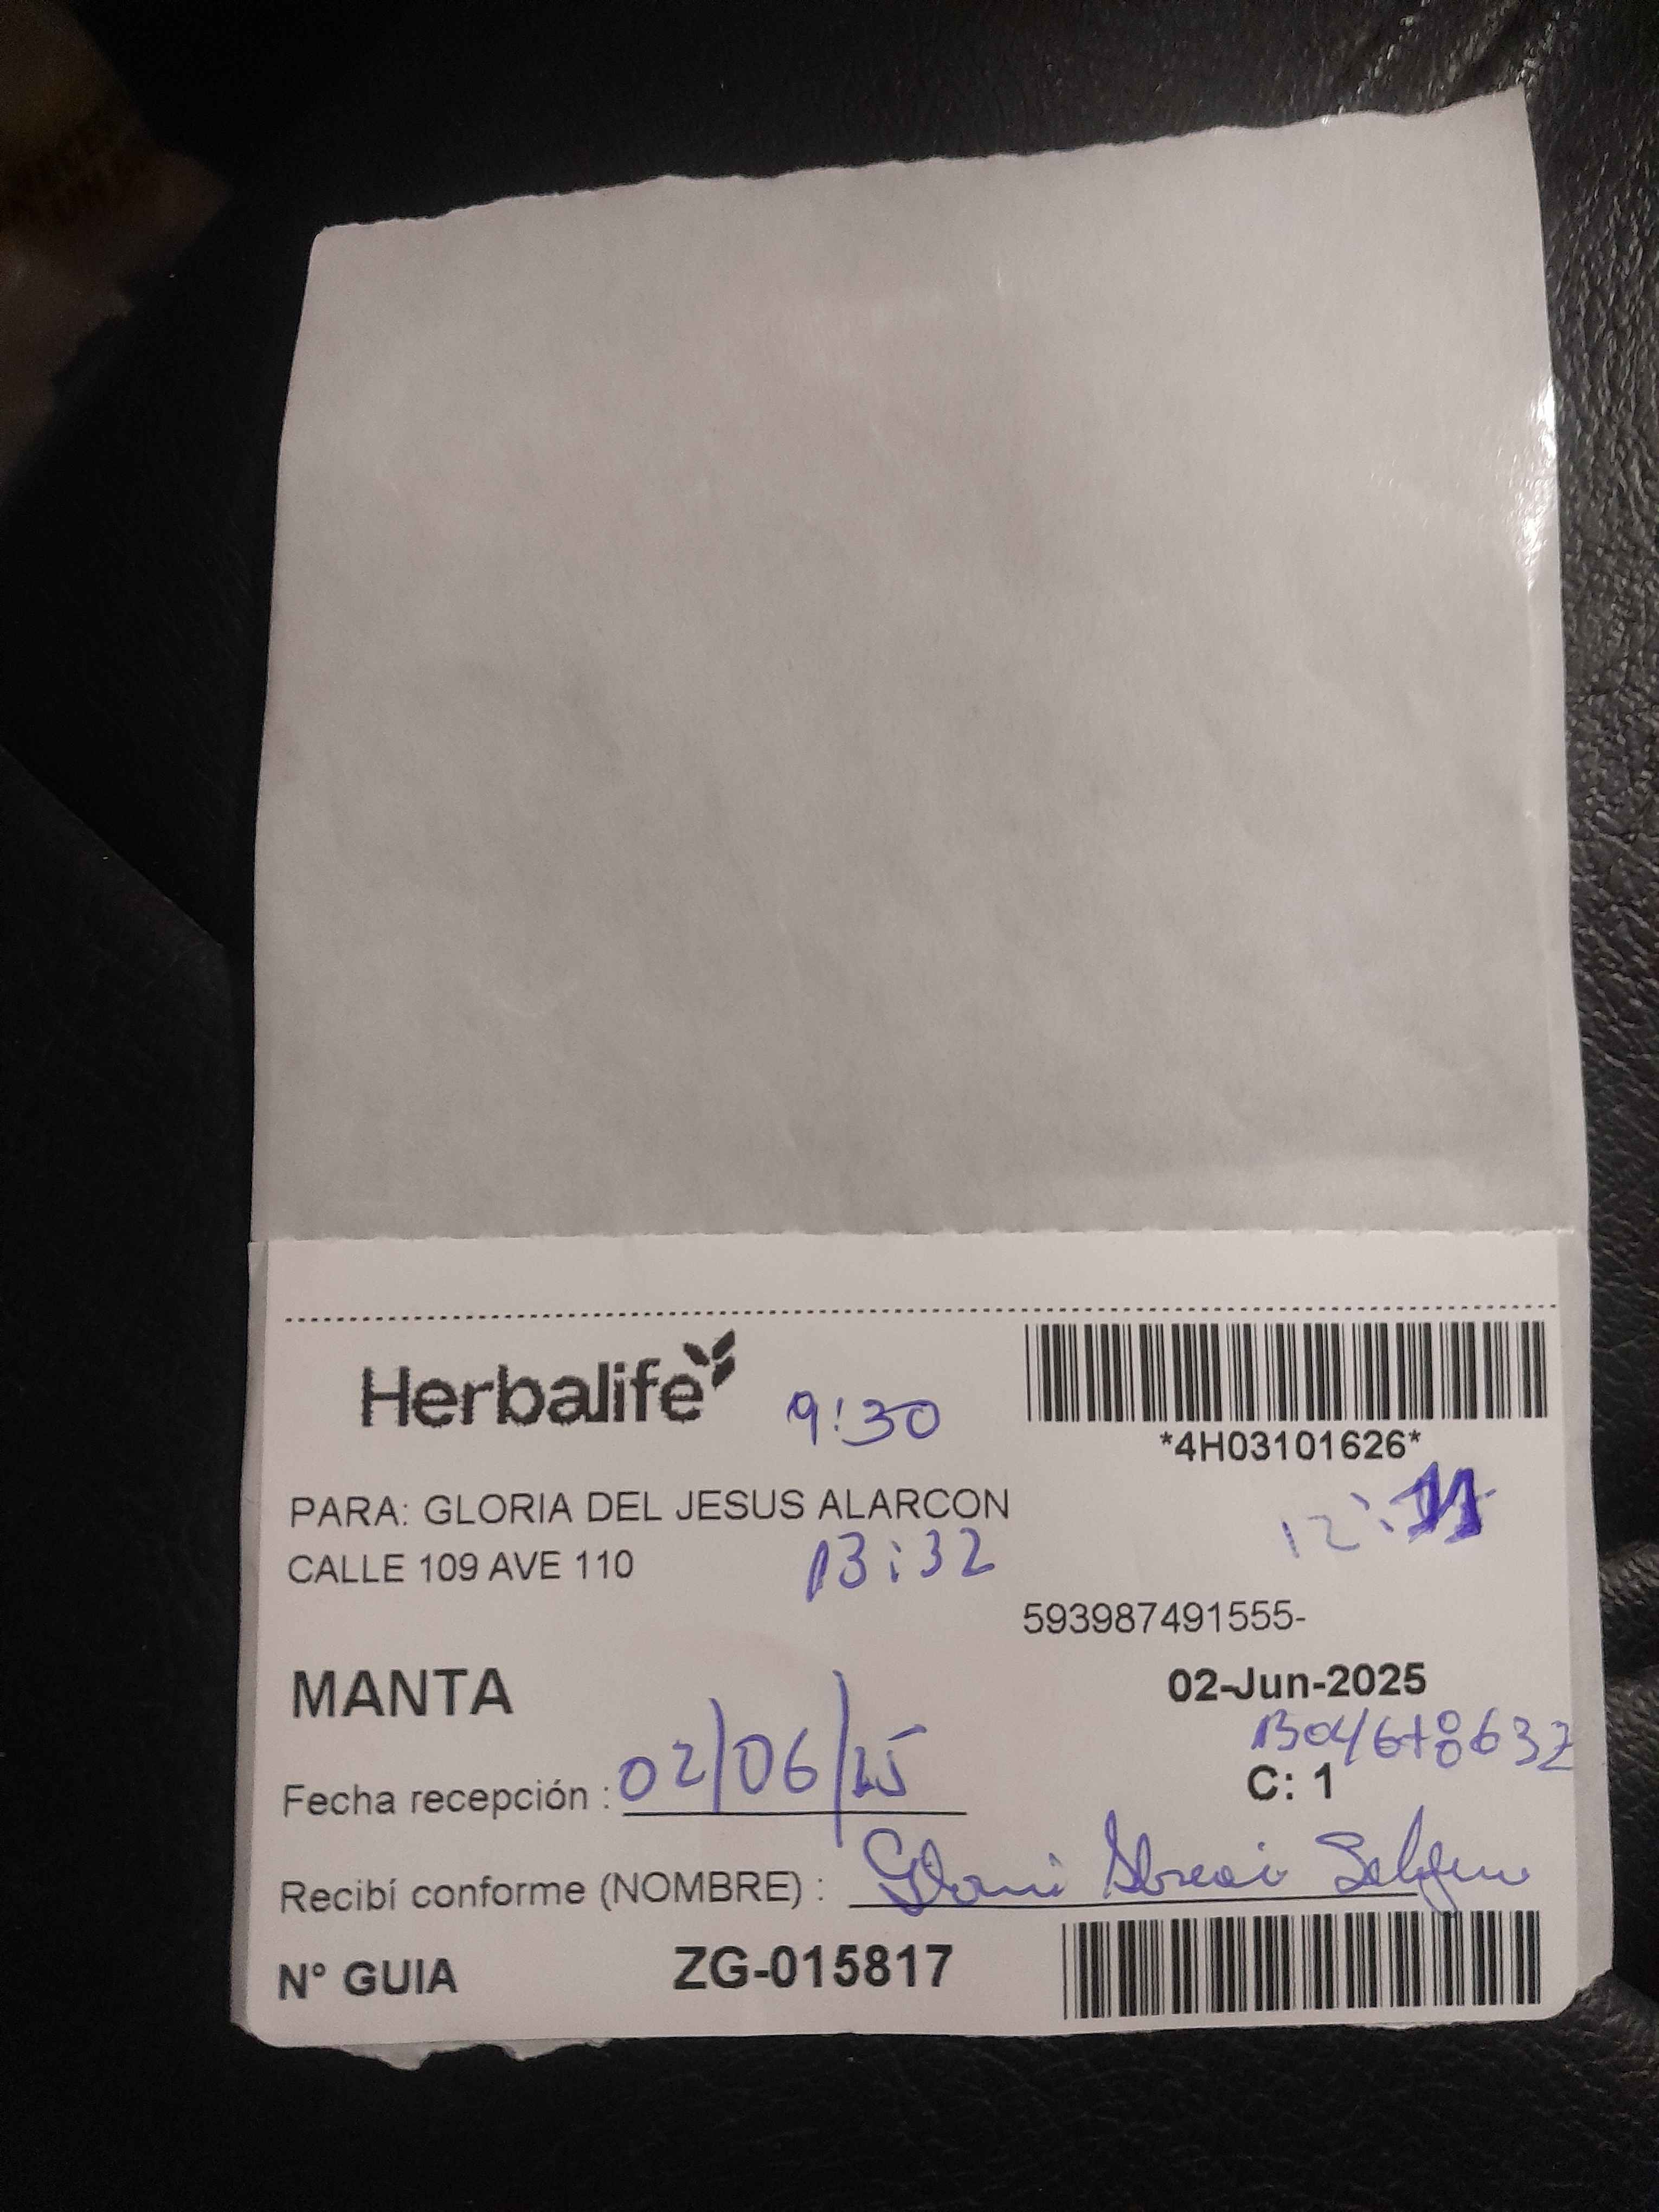 Herbalife
9:30
*4H03101626*
PARA: GLORIA DEL JESUS ALARCON
12:
CALLE 109 AVE 110
13:32
593987491555-
MANTA
02-Jun-2025
C: 1
Fecha recepción : 02/06/25
Recibí conforme (NOMBRE) :
N° GUIA ZG-015817